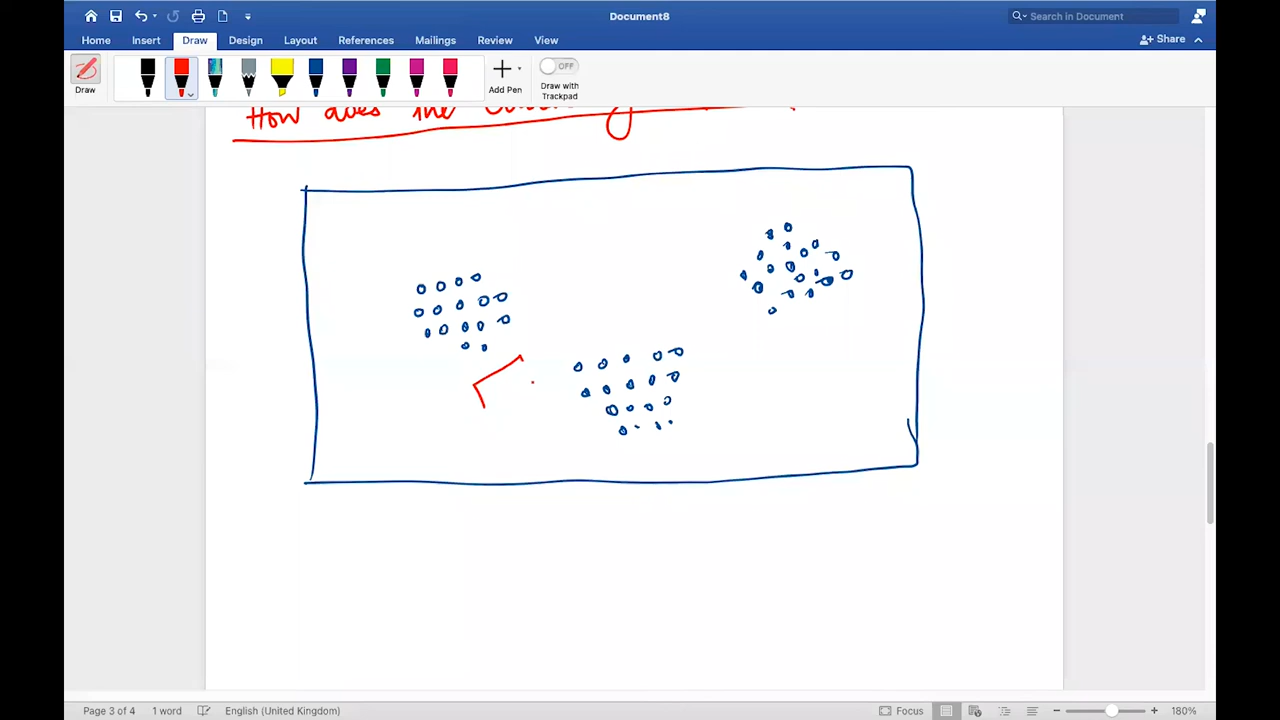 Document8
Search in Document
Home Insert Draw Design Layout References Mailings Review View
Share
Draw
Add Pen
OFF
Draw with
Trackpad
How does the
Page 3 of 4 1 word English (United Kingdom)
Focus
180%